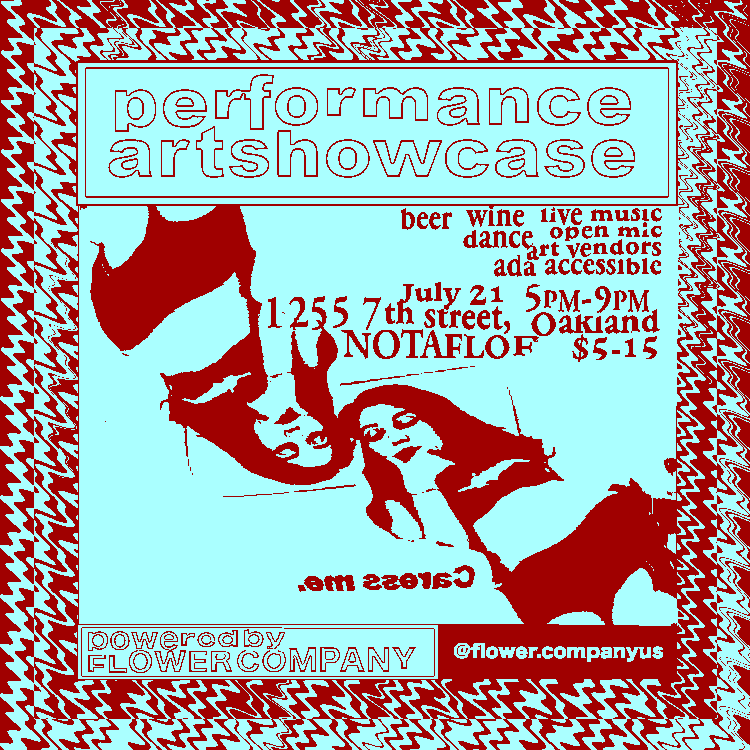 performance
artshowcase
beer wine live music
dance open mic
art vendors
ada accessible
July 21 5PM-9PM
1255 7th street, Oakland
NOTAFLOF $5-15
Caress me.
poweredby
FLOWERCOMPANY
@flower.companyus